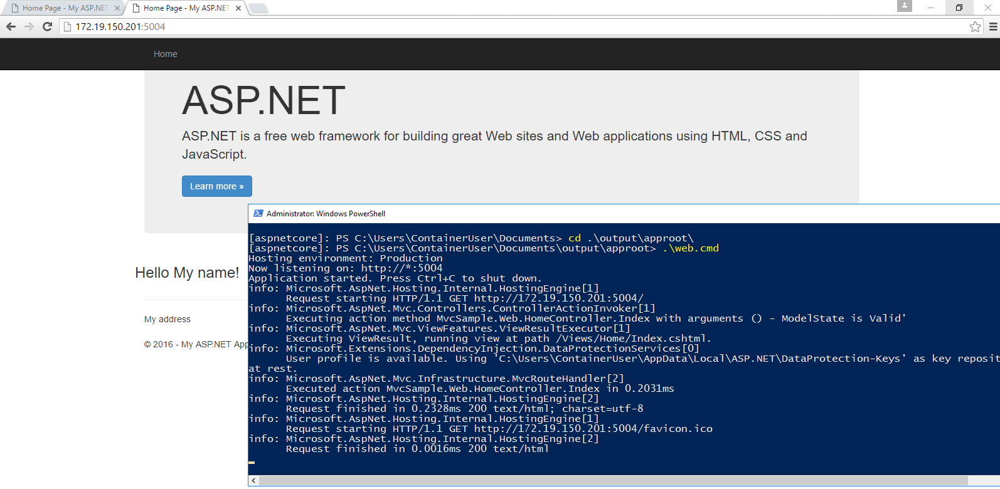 Home Page - My ASP.NET
Home Page - My ASP.NET
172.19.150.201:5004
Home
ASP.NET
ASP.NET is a free web framework for building great Web sites and Web applications using HTML, CSS and
JavaScript.
Learn more »
Hello My name!
My address
© 2016 - My ASP.NET App
Administrator: Windows PowerShell
[aspnetcore]: PS C:\Users\ContainerUser\Documents> cd .\output\approot\
[aspnetcore]: PS C:\Users\ContainerUser\Documents\output\approot> .\web.cmd
Hosting environment: Production
Now listening on: http://*:5004
Application started. Press Ctrl+C to shut down.
info: Microsoft.AspNet.Hosting.Internal.HostingEngine[1]
Request starting HTTP/1.1 GET http://172.19.150.201:5004/
info: Microsoft.AspNet.Mvc.Controllers.ControllerActionInvoker[1]
Executing action method MvcSample.Web.HomeController.Index with arguments () - ModelState is Valid'
info: Microsoft.AspNet.Mvc.ViewFeatures.ViewResultExecutor[1]
Executing ViewResult, running view at path /Views/Home/Index.cshtml.
info: Microsoft.Extensions.DependencyInjection.DataProtectionServices[0]
User profile is available. Using 'C:\Users\ContainerUser\AppData\Local\ASP.NET\DataProtection-Keys' as key reposit
at rest.
info: Microsoft.AspNet.Mvc.Infrastructure.MvcRouteHandler[2]
Executed action MvcSample.Web.HomeController.Index in 0.2031ms
info: Microsoft.AspNet.Hosting.Internal.HostingEngine[2]
Request finished in 0.2328ms 200 text/html; charset=utf-8
info: Microsoft.AspNet.Hosting.Internal.HostingEngine[1]
Request starting HTTP/1.1 GET http://172.19.150.201:5004/favicon.ico
info: Microsoft.AspNet.Hosting.Internal.HostingEngine[2]
Request finished in 0.0016ms 200 text/html